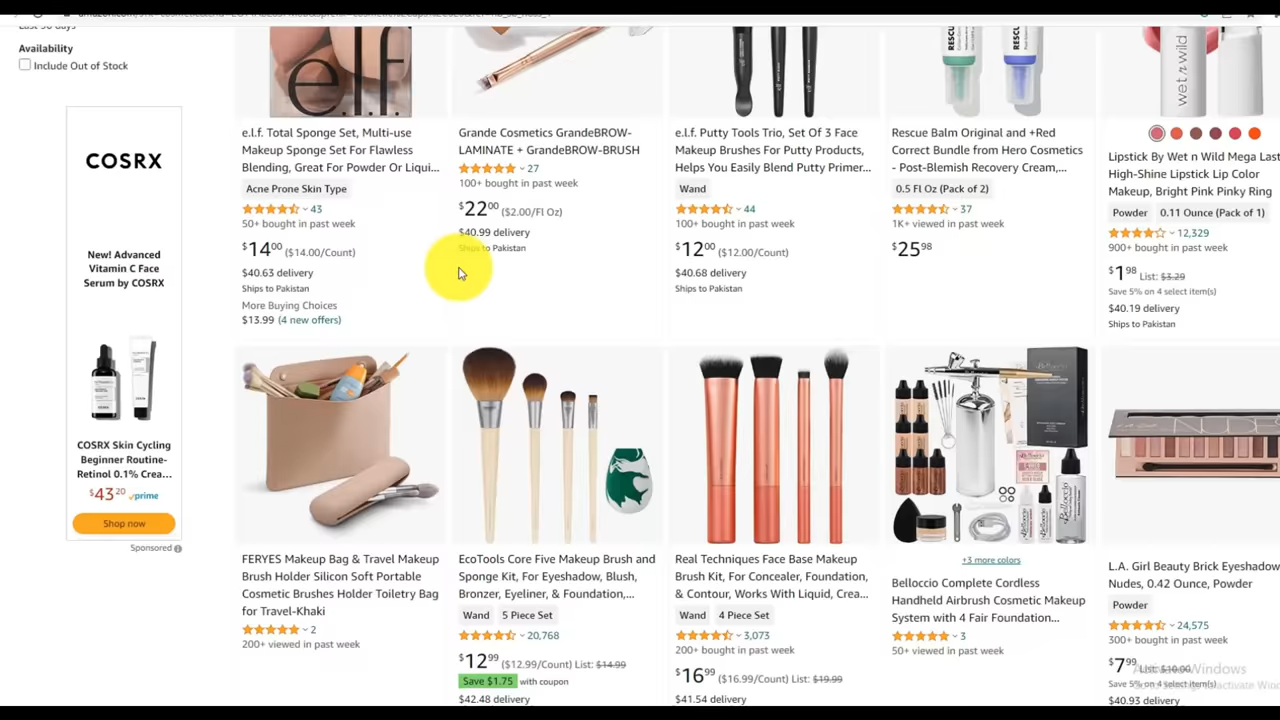 Availability
Include Out of Stock
COSRX
New! Advanced
Vitamin C Face
Serum by COSRX
COSRX Skin Cycling
Beginner Routine-
Retinol 0.1% Crea...
$43 20 prime
Shop now
Sponsored
e.l.f.
e.l.f. Total Sponge Set, Multi-use
Makeup Sponge Set For Flawless
Blending, Great For Powder Or Liqui...
Acne Prone Skin Type
43
50+ bought in past week
$14 00 ($14.00/Count)
$40.63 delivery
Ships to Pakistan
More Buying Choices
$13.99 (4 new offers)
Grande Cosmetics GrandeBROW-
LAMINATE + GrandeBROW-BRUSH
27
100+ bought in past week
$22 00 ($2.00/Fl Oz)
$40.99 delivery
Ships to Pakistan
e.l.f. Putty Tools Trio, Set Of 3 Face
Makeup Brushes For Putty Products,
Helps You Easily Blend Putty Primer...
Wand
44
100+ bought in past week
$12 00 ($12.00/Count)
$40.68 delivery
Ships to Pakistan
RESCUE
RESCUE
Rescue Balm Original and +Red
Correct Bundle from Hero Cosmetics
- Post-Blemish Recovery Cream,...
0.5 Fl Oz (Pack of 2)
37
1K+ viewed in past week
$25 98
wet n wild
Lipstick By Wet n Wild Mega Last
High-Shine Lipstick Lip Color
Makeup, Bright Pink Pinky Ring
Powder 0.11 Ounce (Pack of 1)
12,329
900+ bought in past week
$1 98 List: $3.29
Save 5% on 4 select item(s)
$40.19 delivery
Ships to Pakistan
FERYES Makeup Bag & Travel Makeup
Brush Holder Silicon Soft Portable
Cosmetic Brushes Holder Toiletry Bag
for Travel-Khaki
2
200+ viewed in past week
EcoTools Core Five Makeup Brush and
Sponge Kit, For Eyeshadow, Blush,
Bronzer, Eyeliner, & Foundation,...
Wand 5 Piece Set
20,768
$12 99 ($12.99/Count) List: $14.99
Save $1.75 with coupon
$42.48 delivery
Real Techniques Face Base Makeup
Brush Kit, For Concealer, Foundation,
& Contour, Works With Liquid, Crea...
Wand 4 Piece Set
3,073
200+ bought in past week
$16 99 ($16.99/Count) List: $19.99
$41.54 delivery
Belloccio
+3 more colors
Belloccio Complete Cordless
Handheld Airbrush Cosmetic Makeup
System with 4 Fair Foundation...
3
50+ viewed in past week
NUDES
L.A. Girl Beauty Brick Eyeshadow
Nudes, 0.42 Ounce, Powder
Powder
24,575
300+ bought in past week
$7 99 List: $10.00
Save 5% on 4 select item(s)
$40.93 delivery
Activate Windows